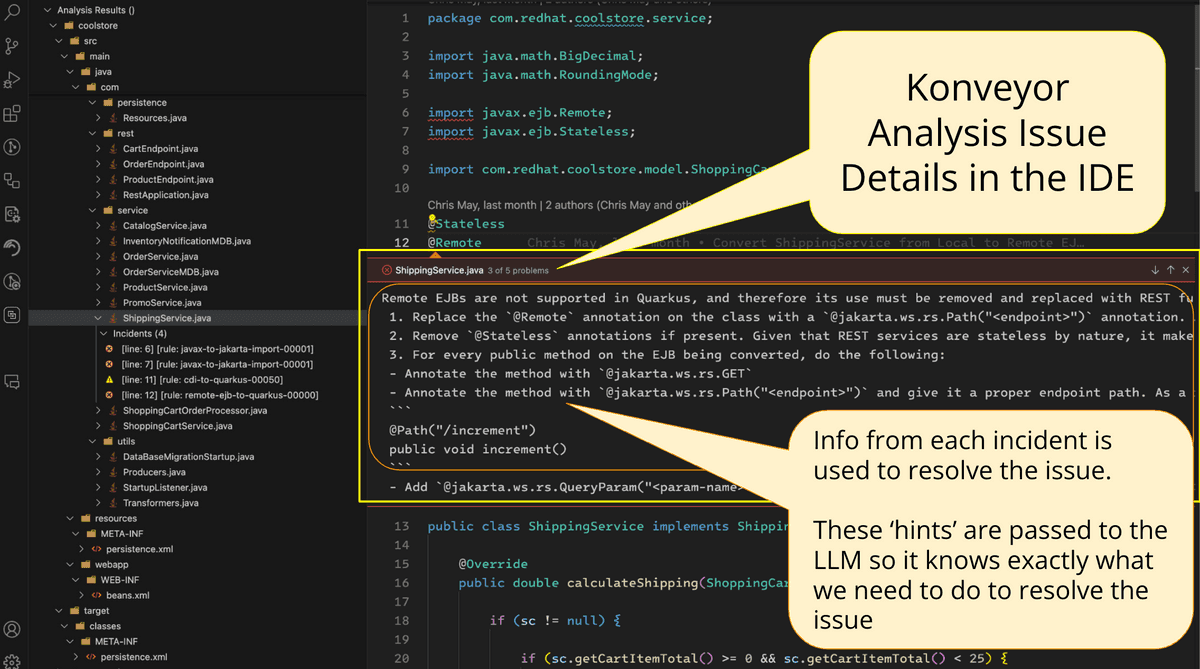 Analysis Results ()
coolstore
src
main
java
com
persistence
Resources.java
rest
CartEndpoint.java
OrderEndpoint.java
ProductEndpoint.java
RestApplication.java
service
CatalogService.java
InventoryNotificationMDB.java
OrderService.java
OrderServiceMDB.java
ProductService.java
PromoService.java
ShippingService.java
Incidents (4)
[line: 6] [rule: javax-to-jakarta-import-00001]
[line: 7] [rule: javax-to-jakarta-import-00001]
[line: 11] [rule: cdi-to-quarkus-00050]
[line: 12] [rule: remote-ejb-to-quarkus-00000]
ShoppingCartOrderProcessor.java
ShoppingCartService.java
utils
DataBaseMigrationStartup.java
Producers.java
StartupListener.java
Transformers.java
resources
META-INF
persistence.xml
webapp
WEB-INF
beans.xml
target
classes
META-INF
persistence.xml
1 package com.redhat.coolstore.service;
2
3 import java.math.BigDecimal;
4 import java.math.RoundingMode;
5
6 import javax.ejb.Remote;
7 import javax.ejb.Stateless;
8
9 import com.redhat.coolstore.model.ShoppingCa
10
Chris May, last month | 2 authors (Chris May and oth
11 @Stateless
12 @Remote Chris May, month • Convert ShippingService from Local to Remote EJ…
ShippingService.java 3 of 5 problems
Remote EJBs are not supported in Quarkus, and therefore its use must be removed and replaced with REST fu
1. Replace the `@Remote` annotation on the class with a `@jakarta.ws.rs.Path("<endpoint>")` annotation.
2. Remove `@Stateless` annotations if present. Given that REST services are stateless by nature, it make
3. For every public method on the EJB being converted, do the following:
- Annotate the method with `@jakarta.ws.rs.GET`
- Annotate the method with `@jakarta.ws.rs.Path("<endpoint>")` and give it a proper endpoint path. As a
```
@Path("/increment")
public void increment()
```
- Add `@jakarta.ws.rs.QueryParam("<param-name>
13 public class ShippingService implements Shippin
14
15 @Override
16 public double calculateShipping(ShoppingCar
17
18 if (sc != null) {
19
20 if (sc.getCartItemTotal() >= 0 && sc.getCartItemTotal() < 25) {
Konveyor
Analysis Issue
Details in the IDE
Info from each incident is
used to resolve the issue.
These ‘hints’ are passed to the
LLM so it knows exactly what
we need to do to resolve the
issue